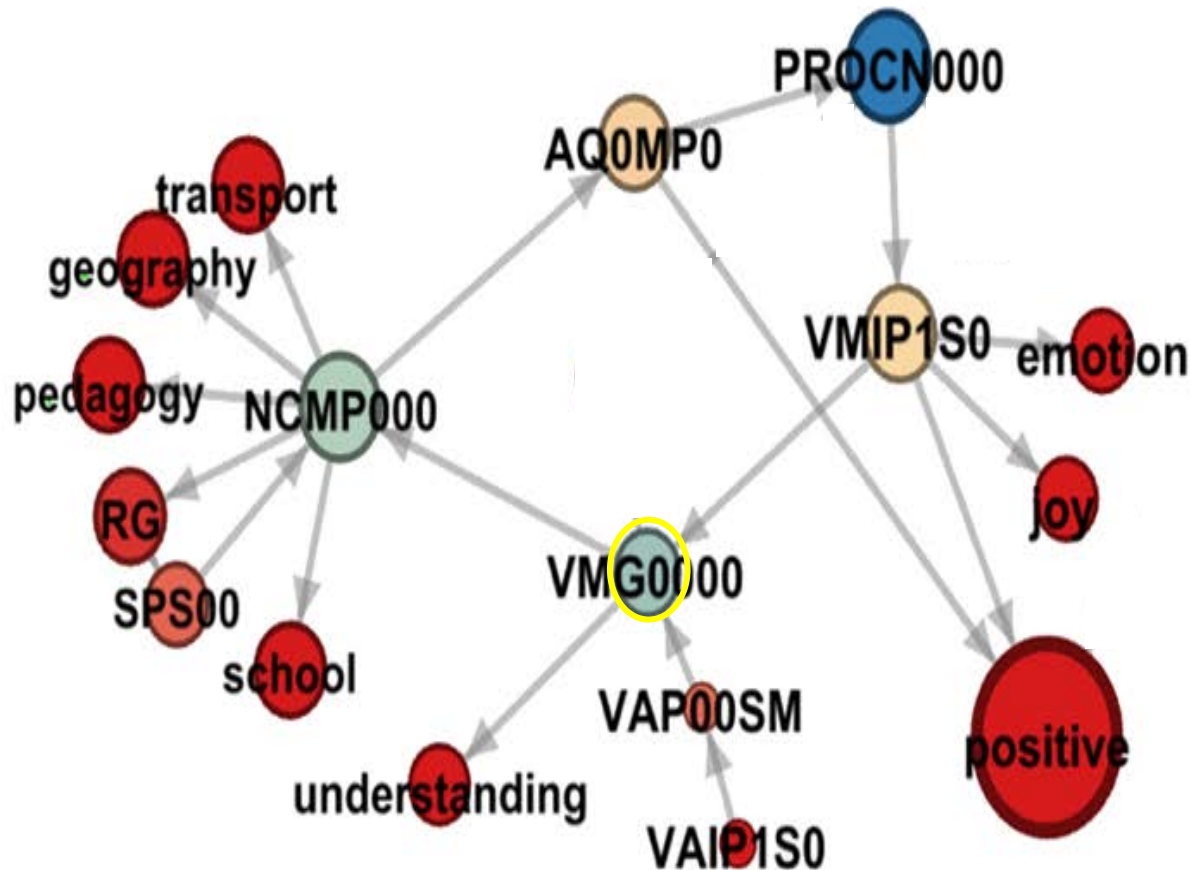 PROCN000
AQ0MP0
transport
geography
VMIP1S0
emotion
pedagogy
NCMP000
RG
joy
VMG0000
SPS00
school
VAP00SM
positive
understanding
VAIP1S0